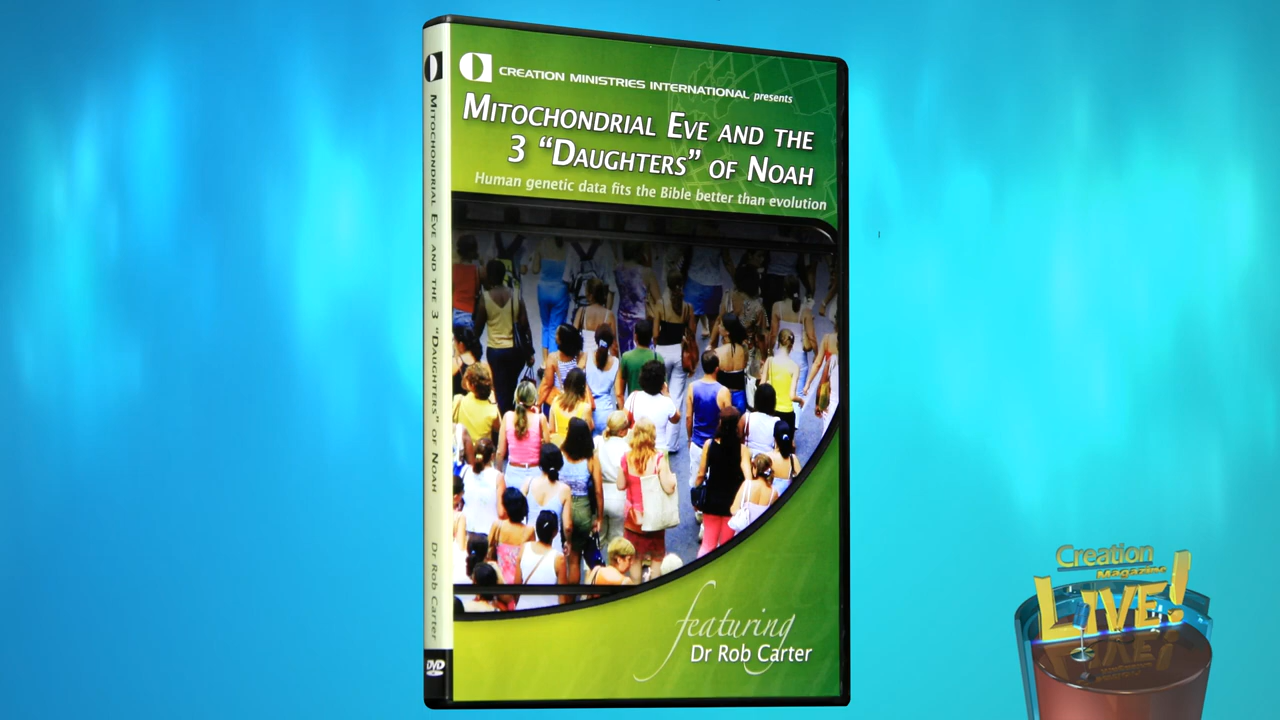 CREATION MINISTRIES INTERNATIONAL presents
MITOCHONDRIAL EVE AND THE
3 “DAUGHTERS” OF NOAH
Human genetic data fits the Bible better than evolution
featuring
Dr Rob Carter
MITOCHONDRIAL EVE AND THE 3 “DAUGHTERS” OF NOAH
Dr Rob Carter
DVD
Creation
Magazine
LIVE!